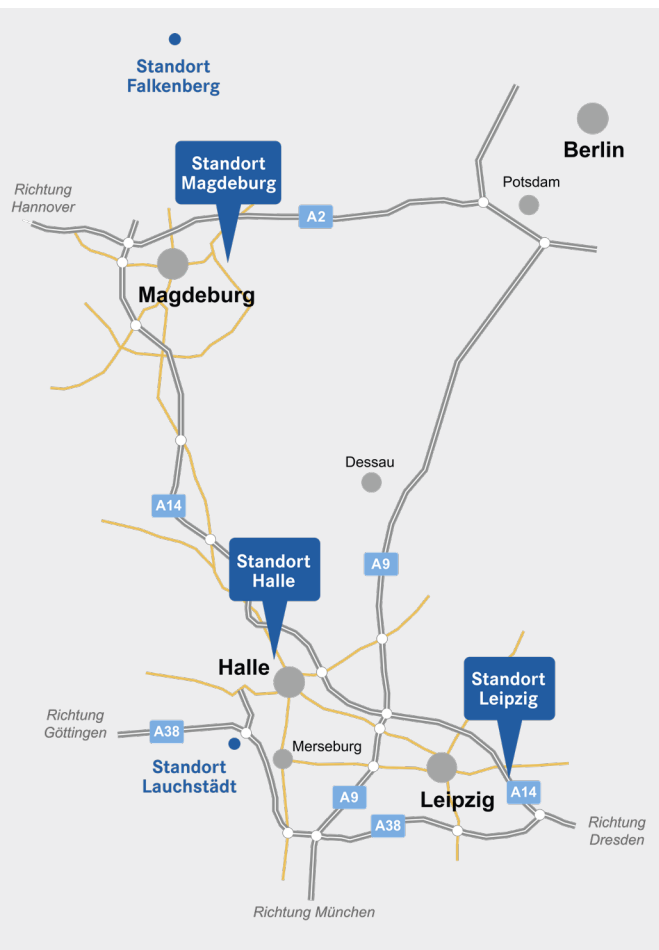 Standort
Falkenberg
Berlin
Standort
Magdeburg
Potsdam
Richtung
Hannover
A2
Magdeburg
Dessau
A14
Standort
Halle
A9
Halle
Standort
Leipzig
Richtung
Göttingen
A38
Merseburg
Standort
Lauchstädt
A9
Leipzig
A14
A38
Richtung
Dresden
Richtung München